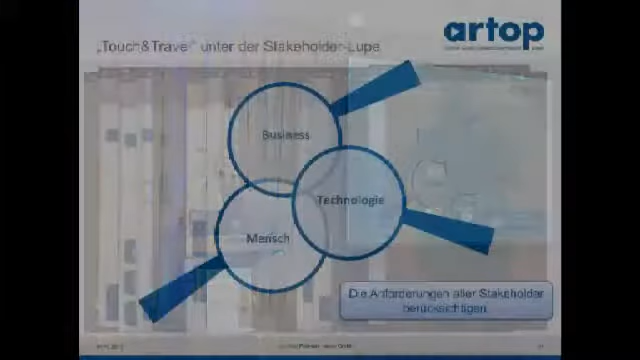 artop
„Touch&Travel" unter der Stakeholder-Lupe
Business
Technologie
Mensch
Die Anforderungen aller Stakeholder
berücksichtigen